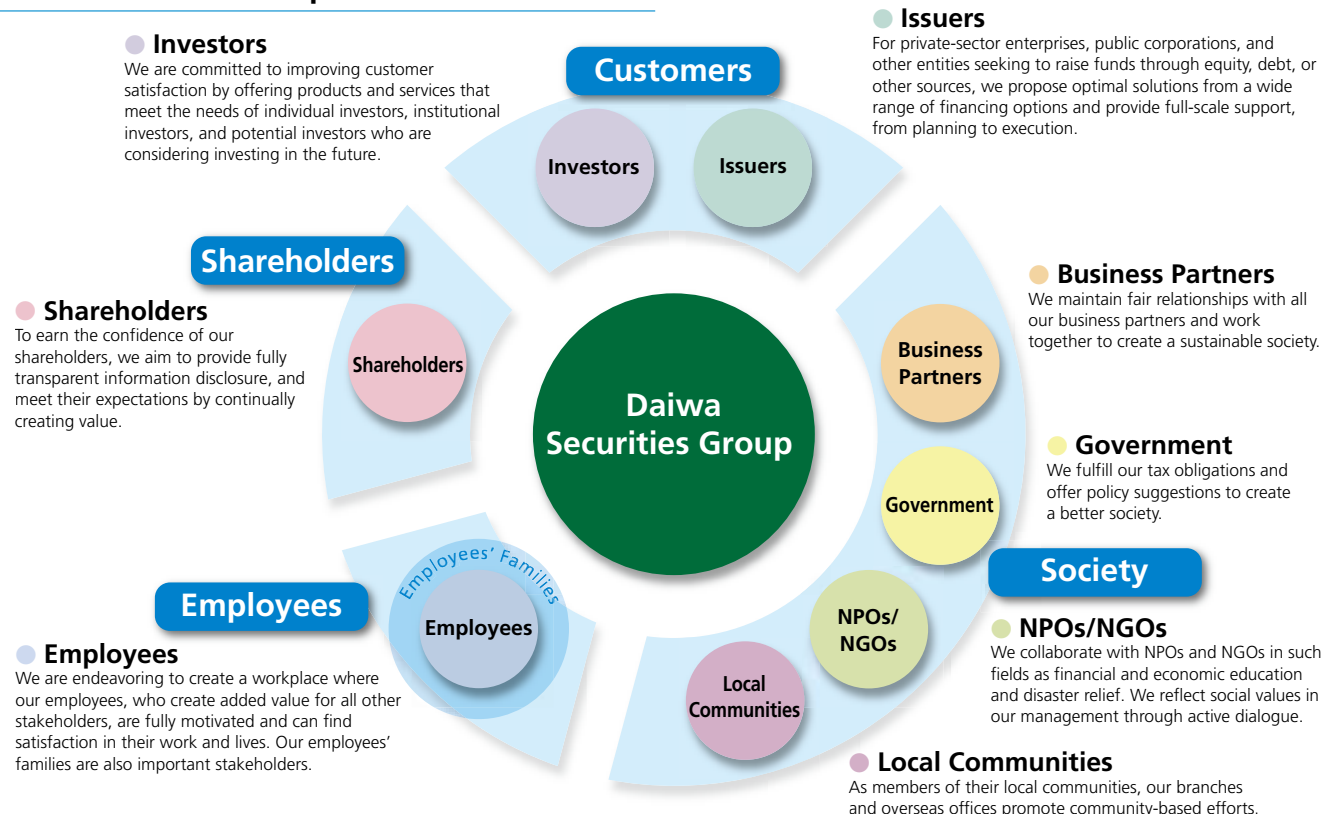 Customers
Investors
We are committed to improving customer
satisfaction by offering products and services that
meet the needs of individual investors, institutional
investors, and potential investors who are
considering investing in the future.
Issuers
For private-sector enterprises, public corporations, and
other entities seeking to raise funds through equity, debt, or
other sources, we propose optimal solutions from a wide
range of financing options and provide full-scale support,
from planning to execution.
Investors
Issuers
Shareholders
Shareholders
To earn the confidence of our
shareholders, we aim to provide fully
transparent information disclosure, and
meet their expectations by continually
creating value.
Shareholders
Daiwa
Securities Group
Business
Partners
Business Partners
We maintain fair relationships with all
our business partners and work
together to create a sustainable society.
Government
Government
We fulfill our tax obligations and
offer policy suggestions to create
a better society.
Society
Employees
Employees' Families
Employees
Employees
We are endeavoring to create a workplace where
our employees, who create added value for all other
stakeholders, are fully motivated and can find
satisfaction in their work and lives. Our employees'
families are also important stakeholders.
NPOs/
NGOs
NPOs/NGOs
We collaborate with NPOs and NGOs in such
fields as financial and economic education
and disaster relief. We reflect social values in
our management through active dialogue.
Local
Communities
Local Communities
As members of their local communities, our branches
and overseas offices promote community-based efforts.